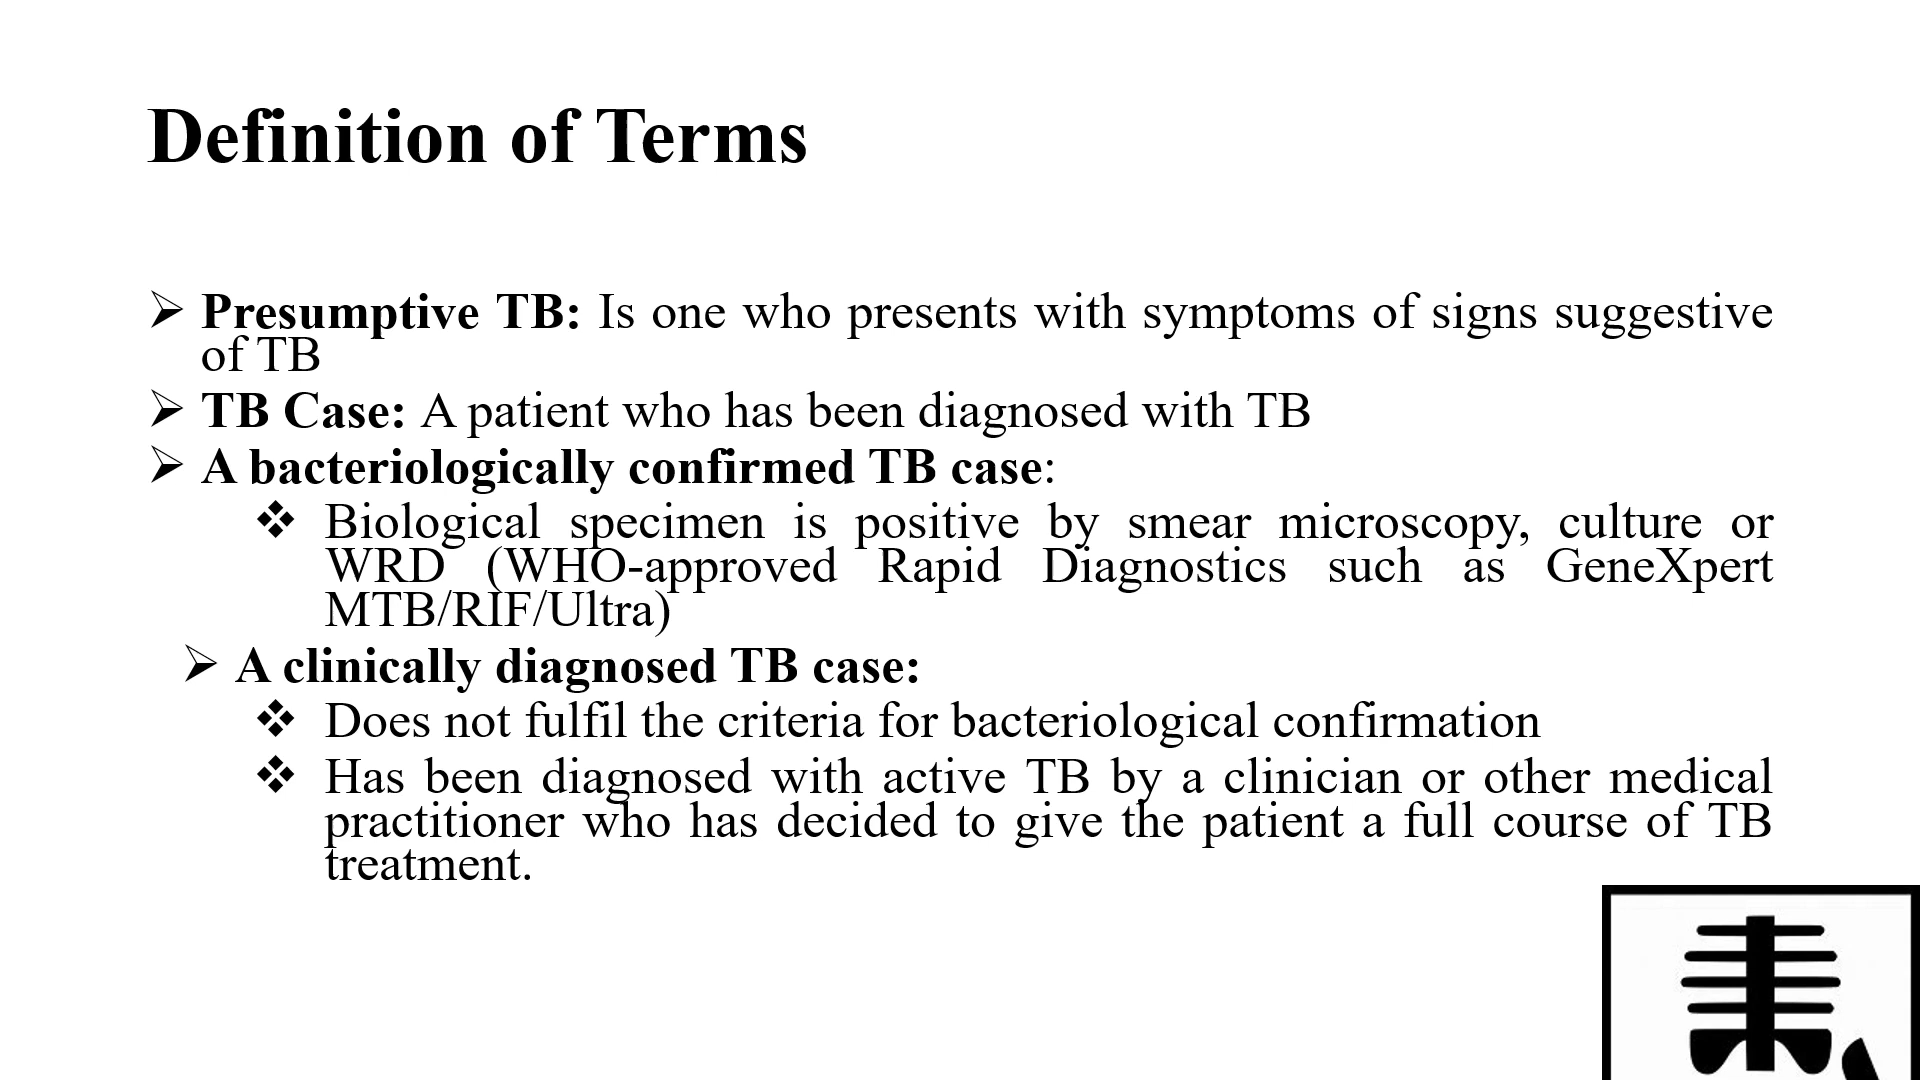 Definition of Terms
➢ Presumptive TB: Is one who presents with symptoms of signs suggestive
of TB
➢ TB Case: A patient who has been diagnosed with TB
➢ A bacteriologically confirmed TB case:
❖ Biological specimen is positive by smear microscopy, culture or
WRD (WHO-approved Rapid Diagnostics such as GeneXpert
MTB/RIF/Ultra)
➢ A clinically diagnosed TB case:
❖ Does not fulfil the criteria for bacteriological confirmation
❖ Has been diagnosed with active TB by a clinician or other medical
practitioner who has decided to give the patient a full course of TB
treatment.